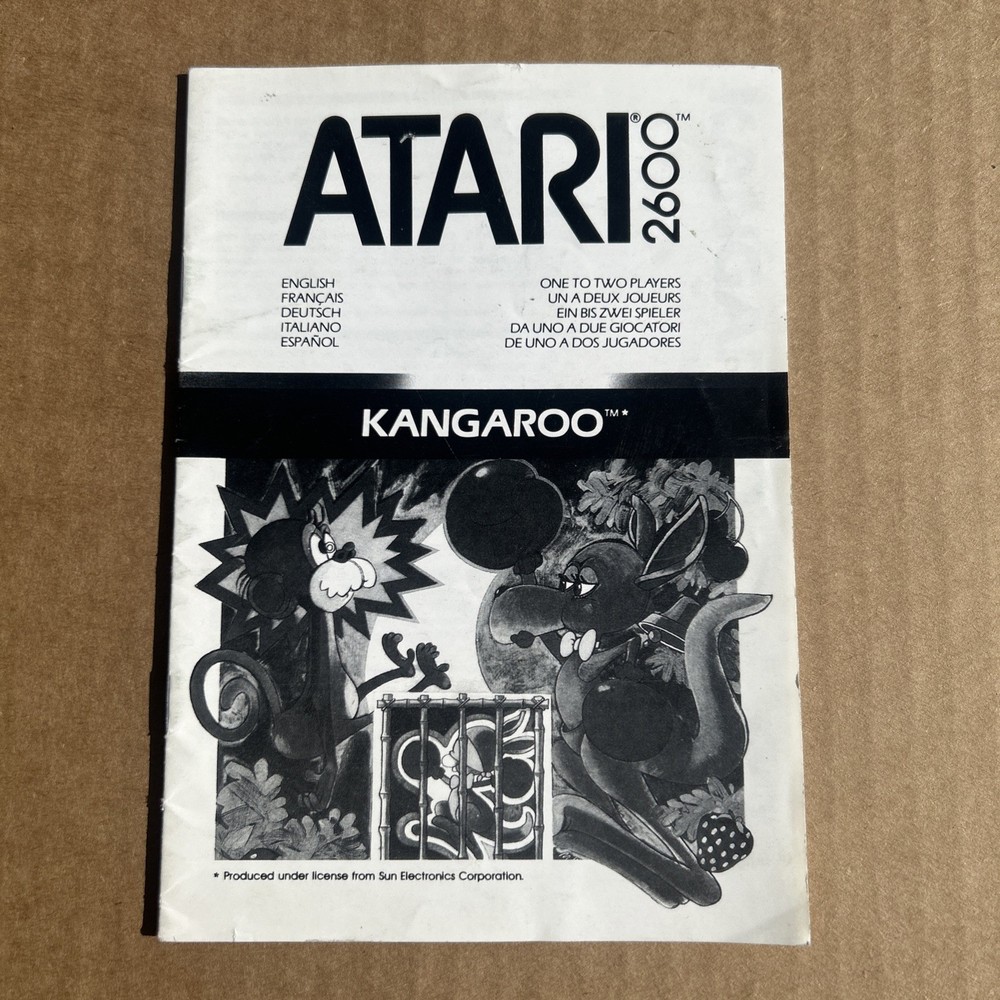 ATARI® 2600™
ENGLISH
FRANÇAIS
DEUTSCH
ITALIANO
ESPAÑOL
ONE TO TWO PLAYERS
UN A DEUX JOUEURS
EIN BIS ZWEI SPIELER
DA UNO A DUE GIOCATORI
DE UNO A DOS JUGADORES
KANGAROO™*
* Produced under license from Sun Electronics Corporation.